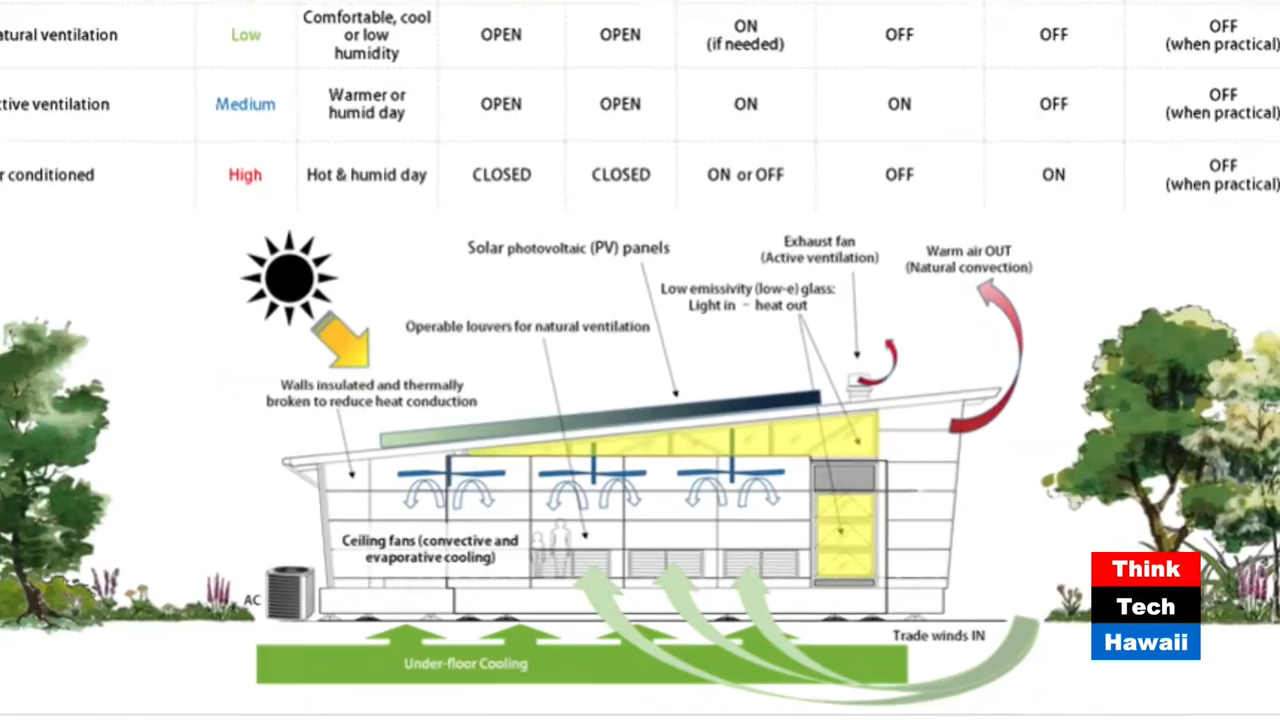 atural ventilation Low Comfortable, cool or low humidity OPEN OPEN ON (if needed) OFF OFF OFF (when practical)
ctive ventilation Medium Warmer or humid day OPEN OPEN ON ON OFF OFF (when practical)
r conditioned High Hot & humid day CLOSED CLOSED ON or OFF OFF ON OFF (when practical)
Solar photovoltaic (PV) panels
Exhaust fan
(Active ventilation)
Warm air OUT
(Natural convection)
Low emissivity (low-e) glass:
Light in - heat out
Operable louvers for natural ventilation
Walls insulated and thermally
broken to reduce heat conduction
Ceiling fans (convective and
evaporative cooling)
AC
Trade winds IN
Under-floor Cooling
Think
Tech
Hawaii